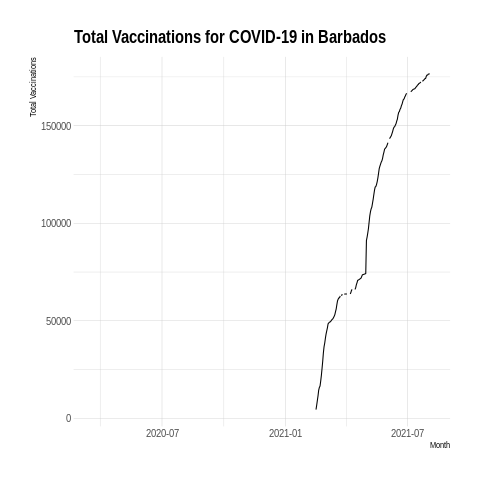 Total Vaccinations for COVID-19 in Barbados
Total Vaccinations
150000
100000
50000
0
2020-07
2021-01
2021-07
Month